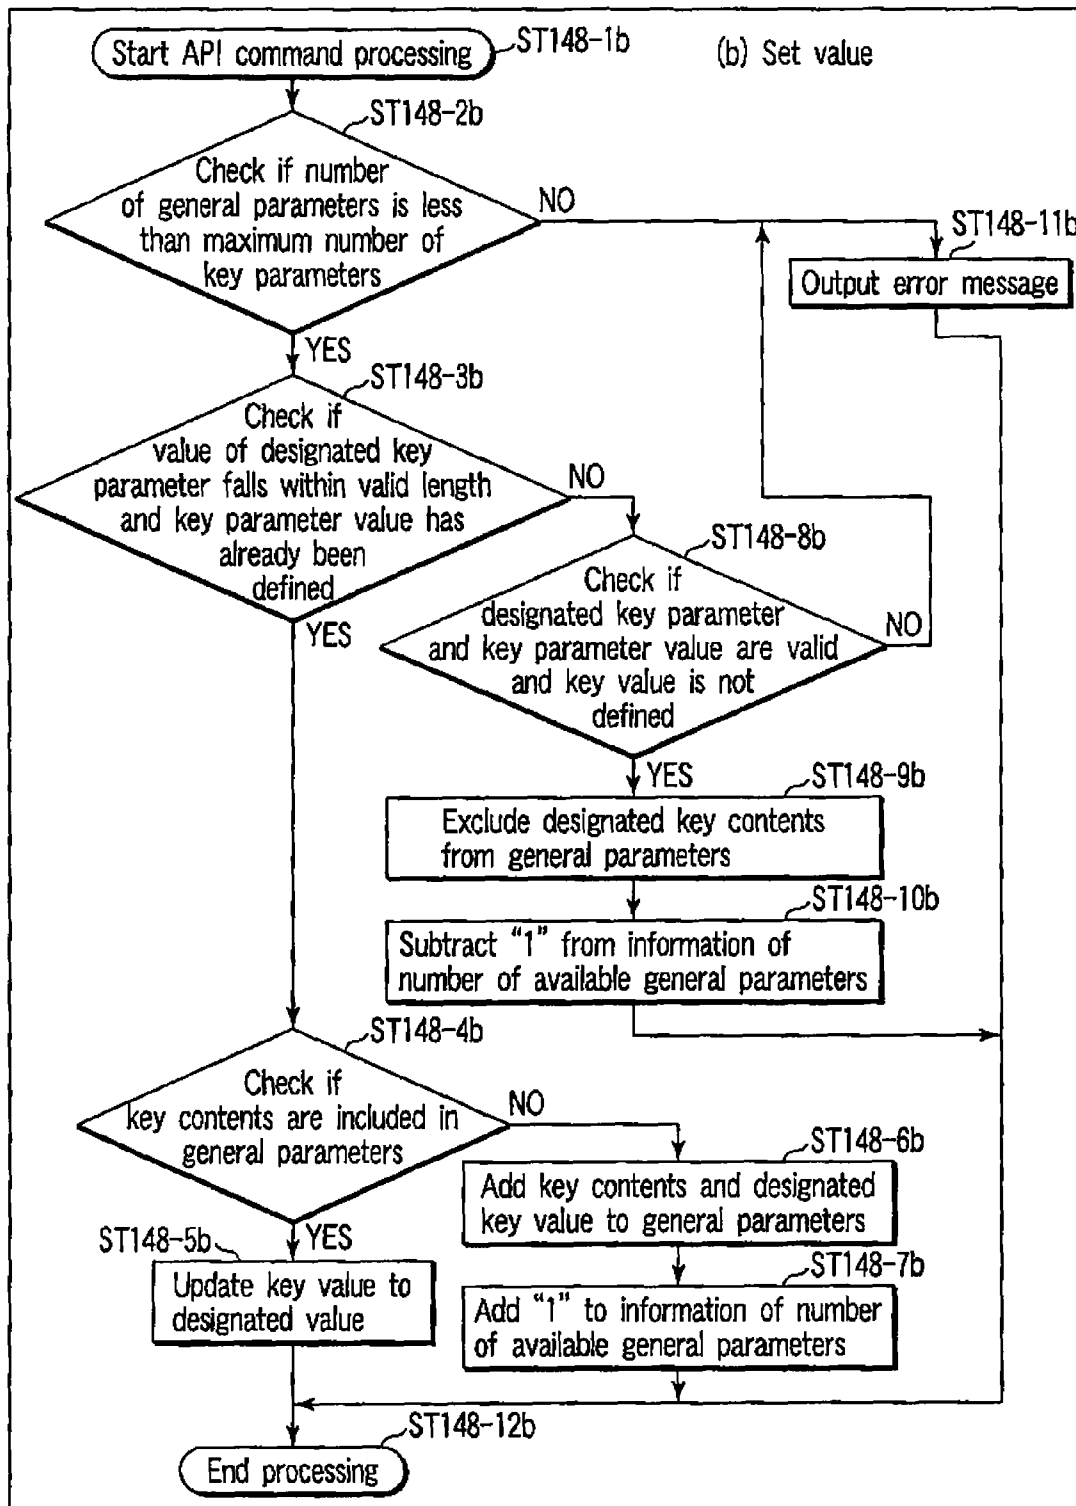 Start API command processing
ST148-1b
(b) Set value
ST148-2b
Check if number
of general parameters is less
than maximum number of
key parameters
NO
YES
ST148-11b
Output error message
ST148-3b
Check if
value of designated key
parameter falls within valid length
and key parameter value has
already been
defined
NO
YES
ST148-8b
Check if
designated key parameter
and key parameter value are valid
and key value is not
defined
NO
YES
ST148-9b
Exclude designated key contents
from general parameters
ST148-10b
Subtract "1" from information of
number of available general parameters
ST148-4b
Check if
key contents are included in
general parameters
NO
YES
ST148-6b
Add key contents and designated
key value to general parameters
ST148-5b
Update key value to
designated value
ST148-7b
Add "1" to information of number
of available general parameters
ST148-12b
End processing